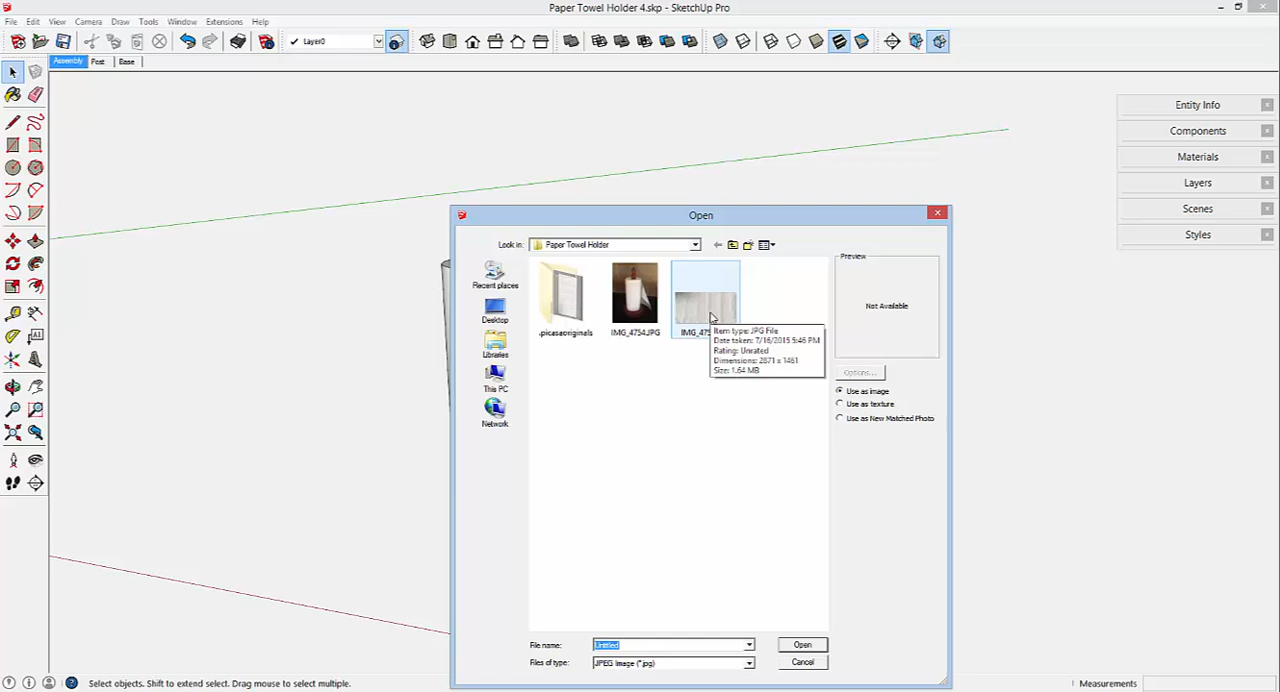 Paper Towel Holder 4.skp - SketchUp Pro
File Edit View Camera Draw Tools Window Extensions Help
Layer0
Assembly Post Base
Entity Info
Components
Materials
Layers
Scenes
Styles
Open
Look in: Paper Towel Holder
Recent places
Desktop
Libraries
This PC
Network
.picasaoriginals
IMG_4754.JPG
Item type: JPG File
Date taken: 7/16/2015 5:46 PM
Rating: Unrated
Dimensions: 2871 x 1461
Size: 1.64 MB
Preview
Not Available
Options...
Use as image
Use as texture
Use as New Matched Photo
File name: Untitled
Open
Files of type: JPEG Image (*.jpg)
Cancel
Select objects. Shift to extend select. Drag mouse to select multiple.
Measurements